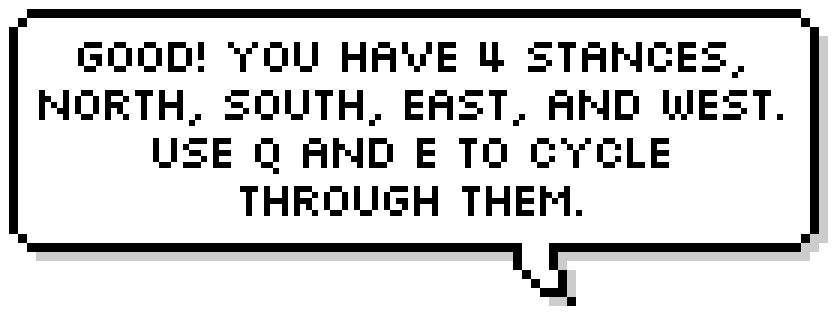 GOOD! YOU HAVE 4 STANCES,
NORTH, SOUTH, EAST, AND WEST.
USE Q AND E TO CYCLE
THROUGH THEM.